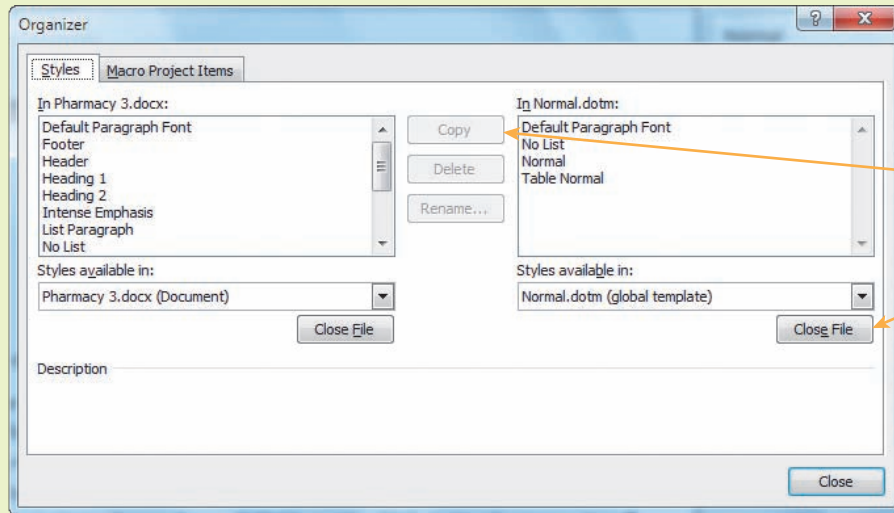 Organizer
Styles Macro Project Items
In Pharmacy 3.docx:
Default Paragraph Font
Footer
Header
Heading 1
Heading 2
Intense Emphasis
List Paragraph
No List
Styles available in:
Pharmacy 3.docx (Document)
Close File
Copy
Delete
Rename...
In Normal.dotm:
Default Paragraph Font
No List
Normal
Table Normal
Styles available in:
Normal.dotm (global template)
Close File
Description
Close